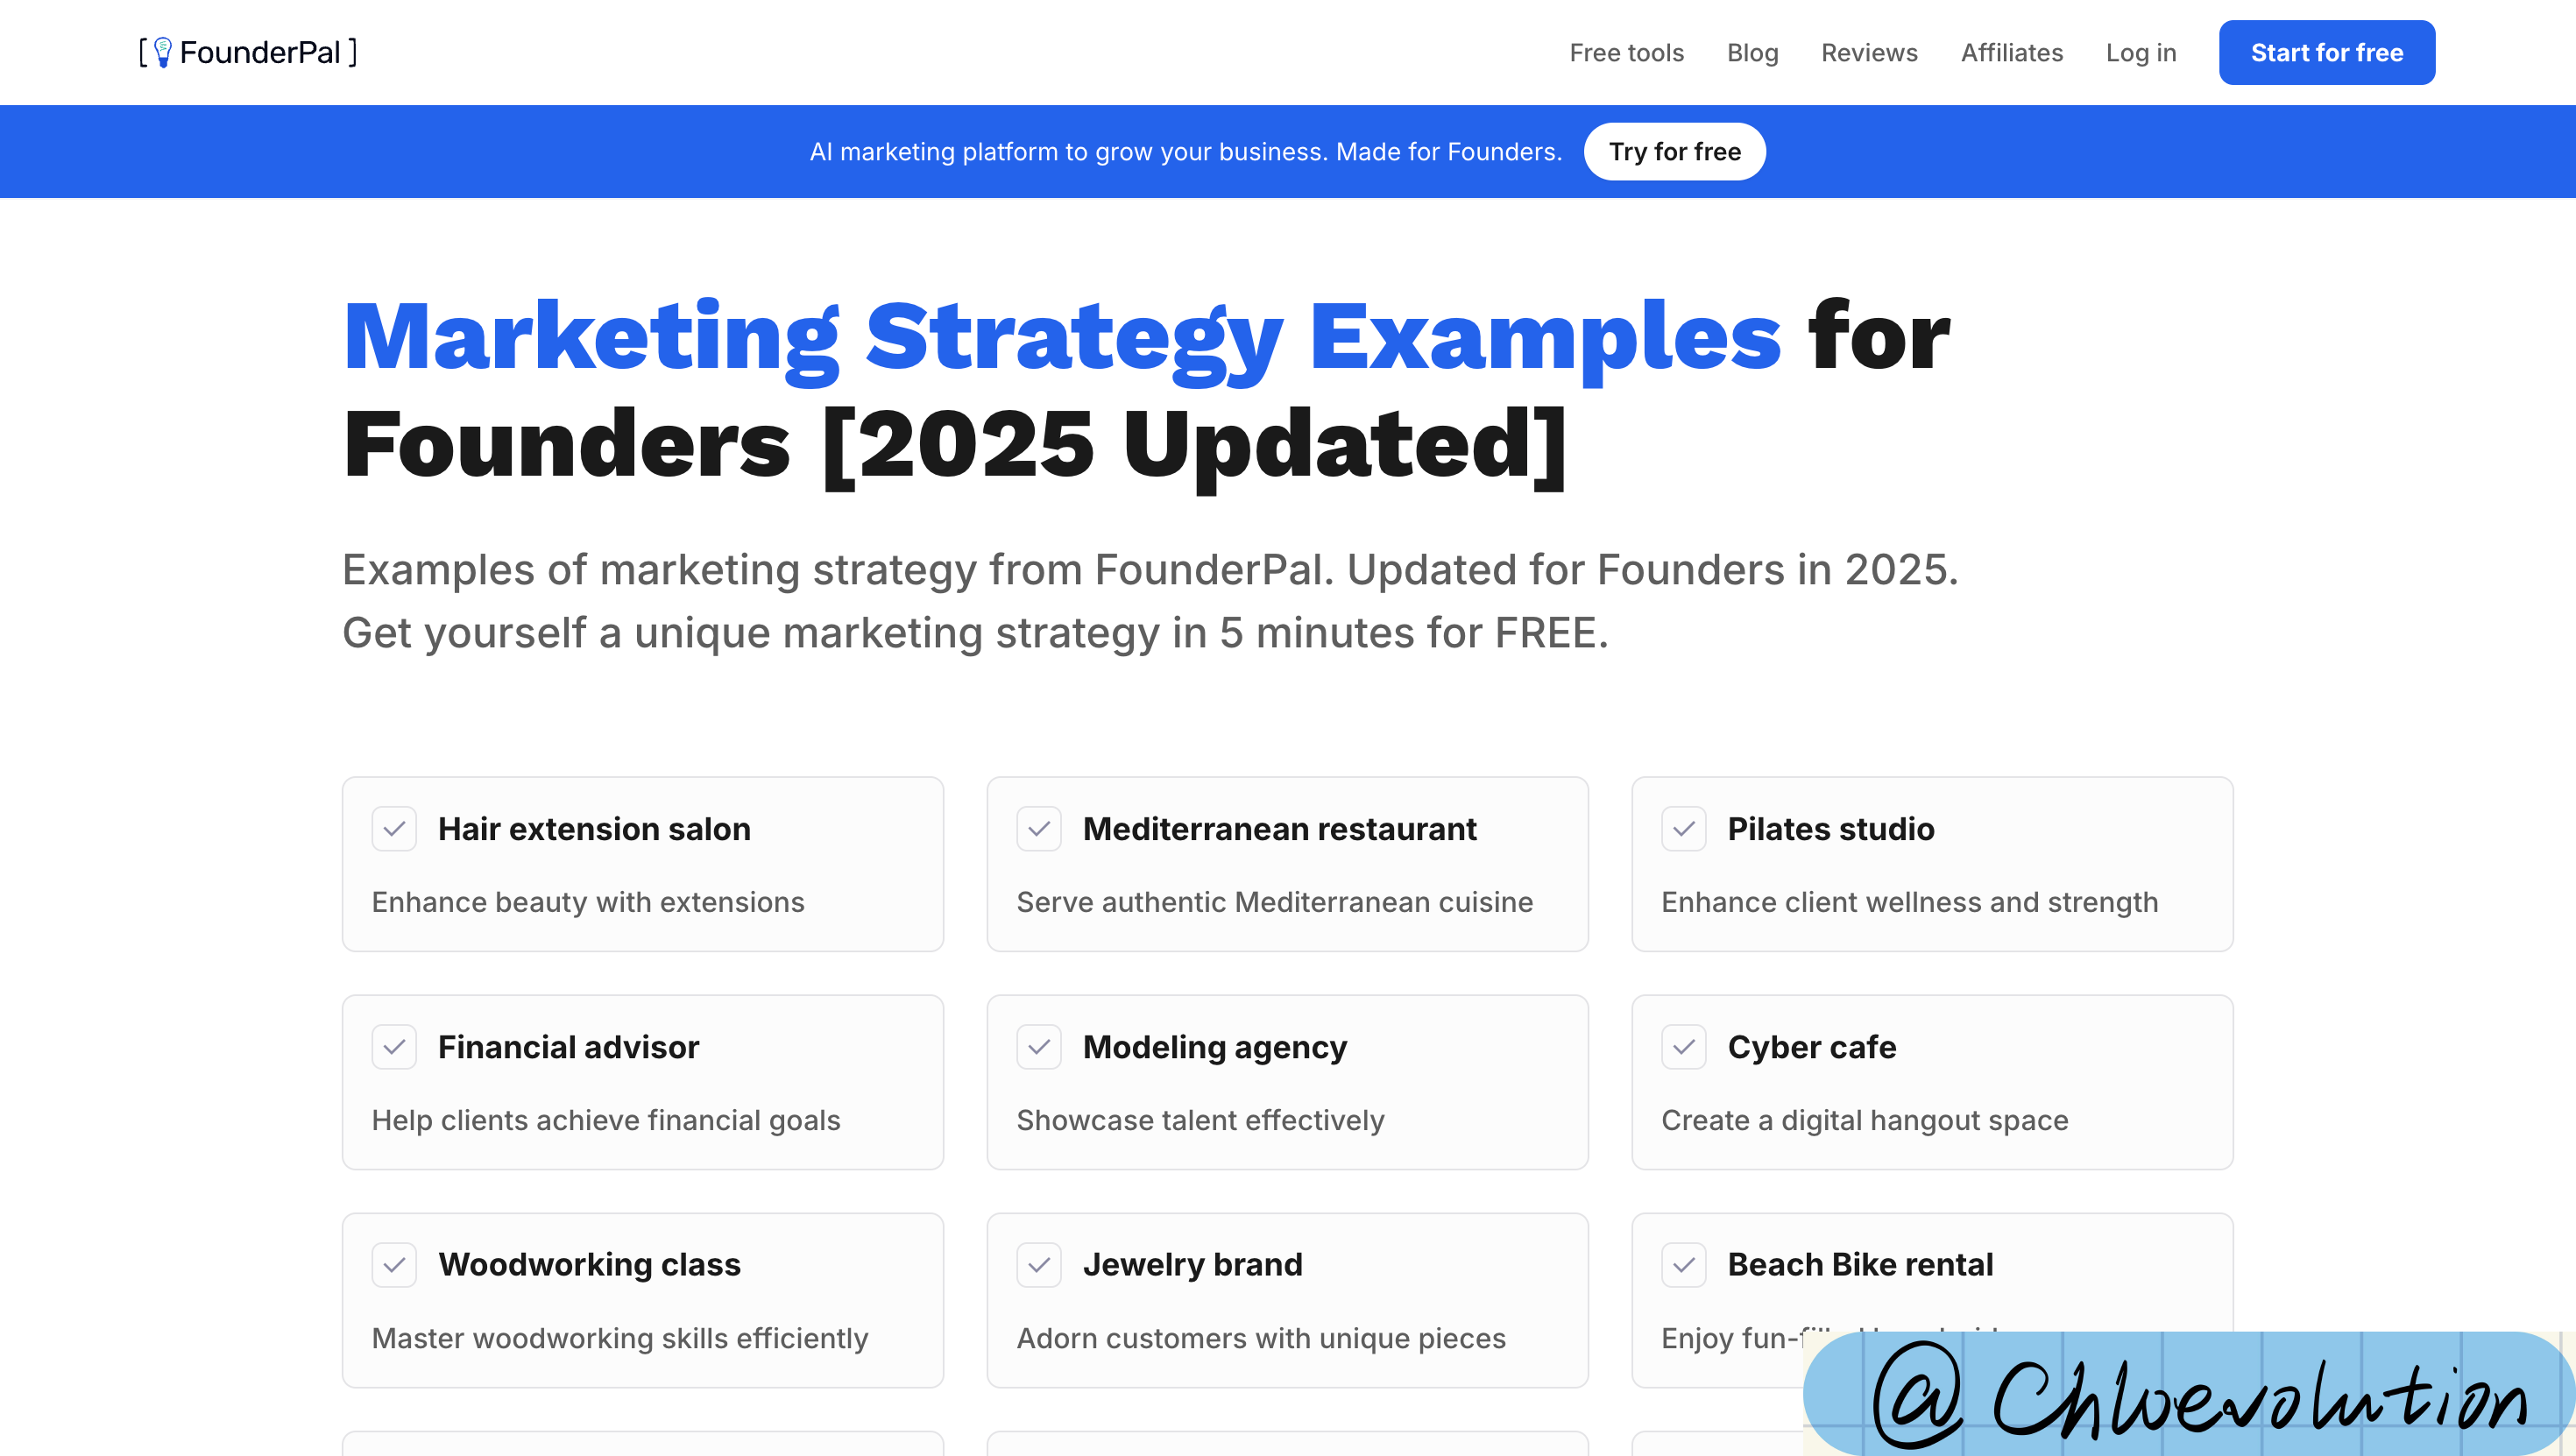 [ FounderPal ]
Free tools Blog Reviews Affiliates Log in Start for free
AI marketing platform to grow your business. Made for Founders. Try for free
Marketing Strategy Examples for
Founders [2025 Updated]
Examples of marketing strategy from FounderPal. Updated for Founders in 2025.
Get yourself a unique marketing strategy in 5 minutes for FREE.
Hair extension salon
Enhance beauty with extensions
Mediterranean restaurant
Serve authentic Mediterranean cuisine
Pilates studio
Enhance client wellness and strength
Financial advisor
Help clients achieve financial goals
Modeling agency
Showcase talent effectively
Cyber cafe
Create a digital hangout space
Woodworking class
Master woodworking skills efficiently
Jewelry brand
Adorn customers with unique pieces
Beach Bike rental
Enjoy
@Chloevolution